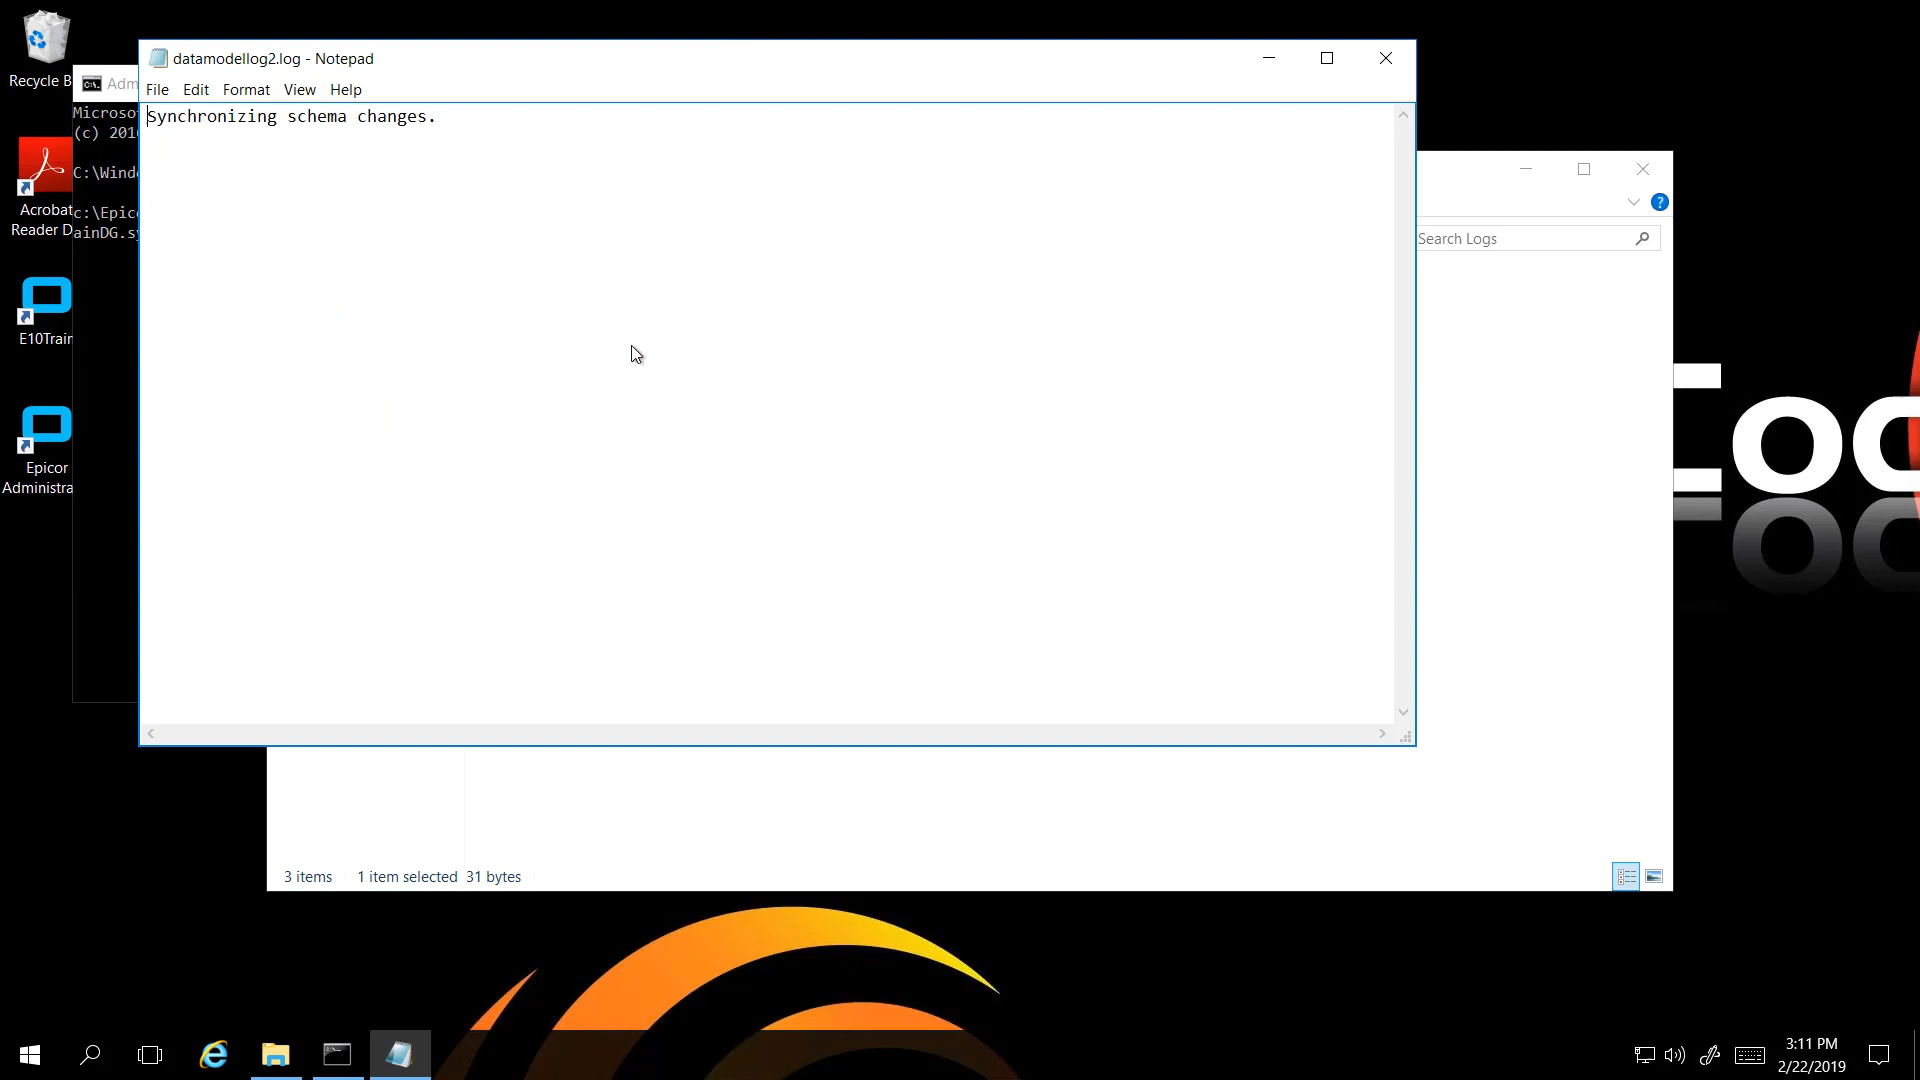 Recycle B
datamodellog2.log - Notepad
File Edit Format View Help
Synchronizing schema changes.
Adm
Microso
(c) 201
C:\Wind
c:\Epic
ainDG.s
Acrobat
Reader D
E10Train
Epicor
Administra
Search Logs
3 items 1 item selected 31 bytes
3:11 PM
2/22/2019